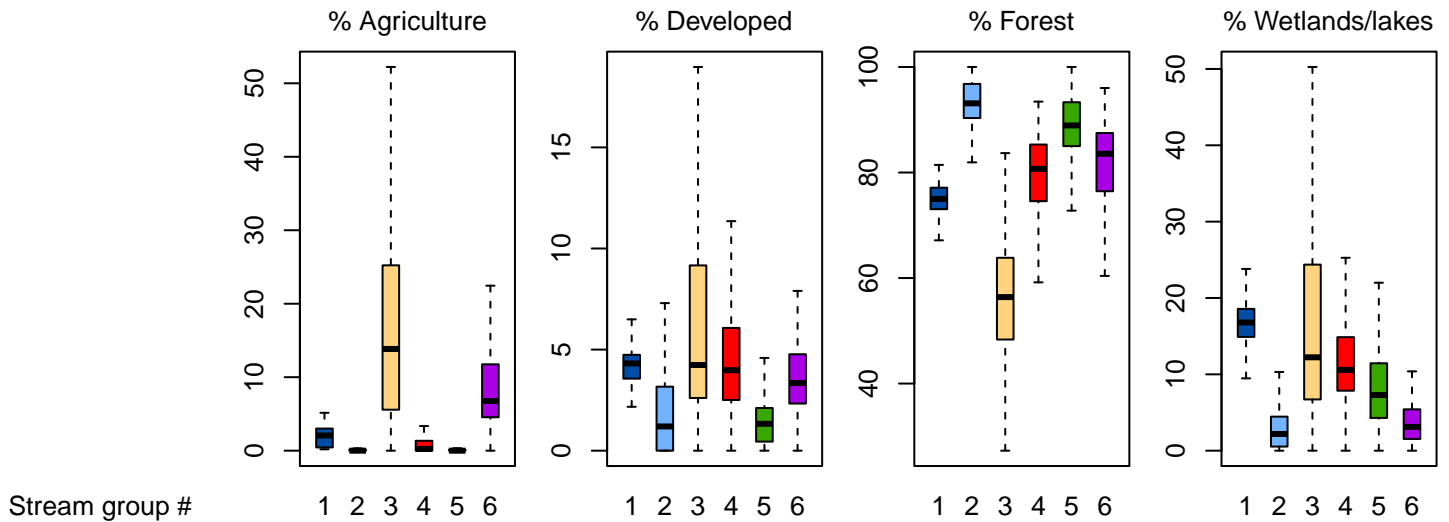 % Agriculture
% Developed
% Forest
% Wetlands/lakes
0 10 20 30 40 50
0 5 10 15
40 60 80 100
0 10 20 30 40 50
Stream group # 1 2 3 4 5 6 1 2 3 4 5 6 1 2 3 4 5 6 1 2 3 4 5 6